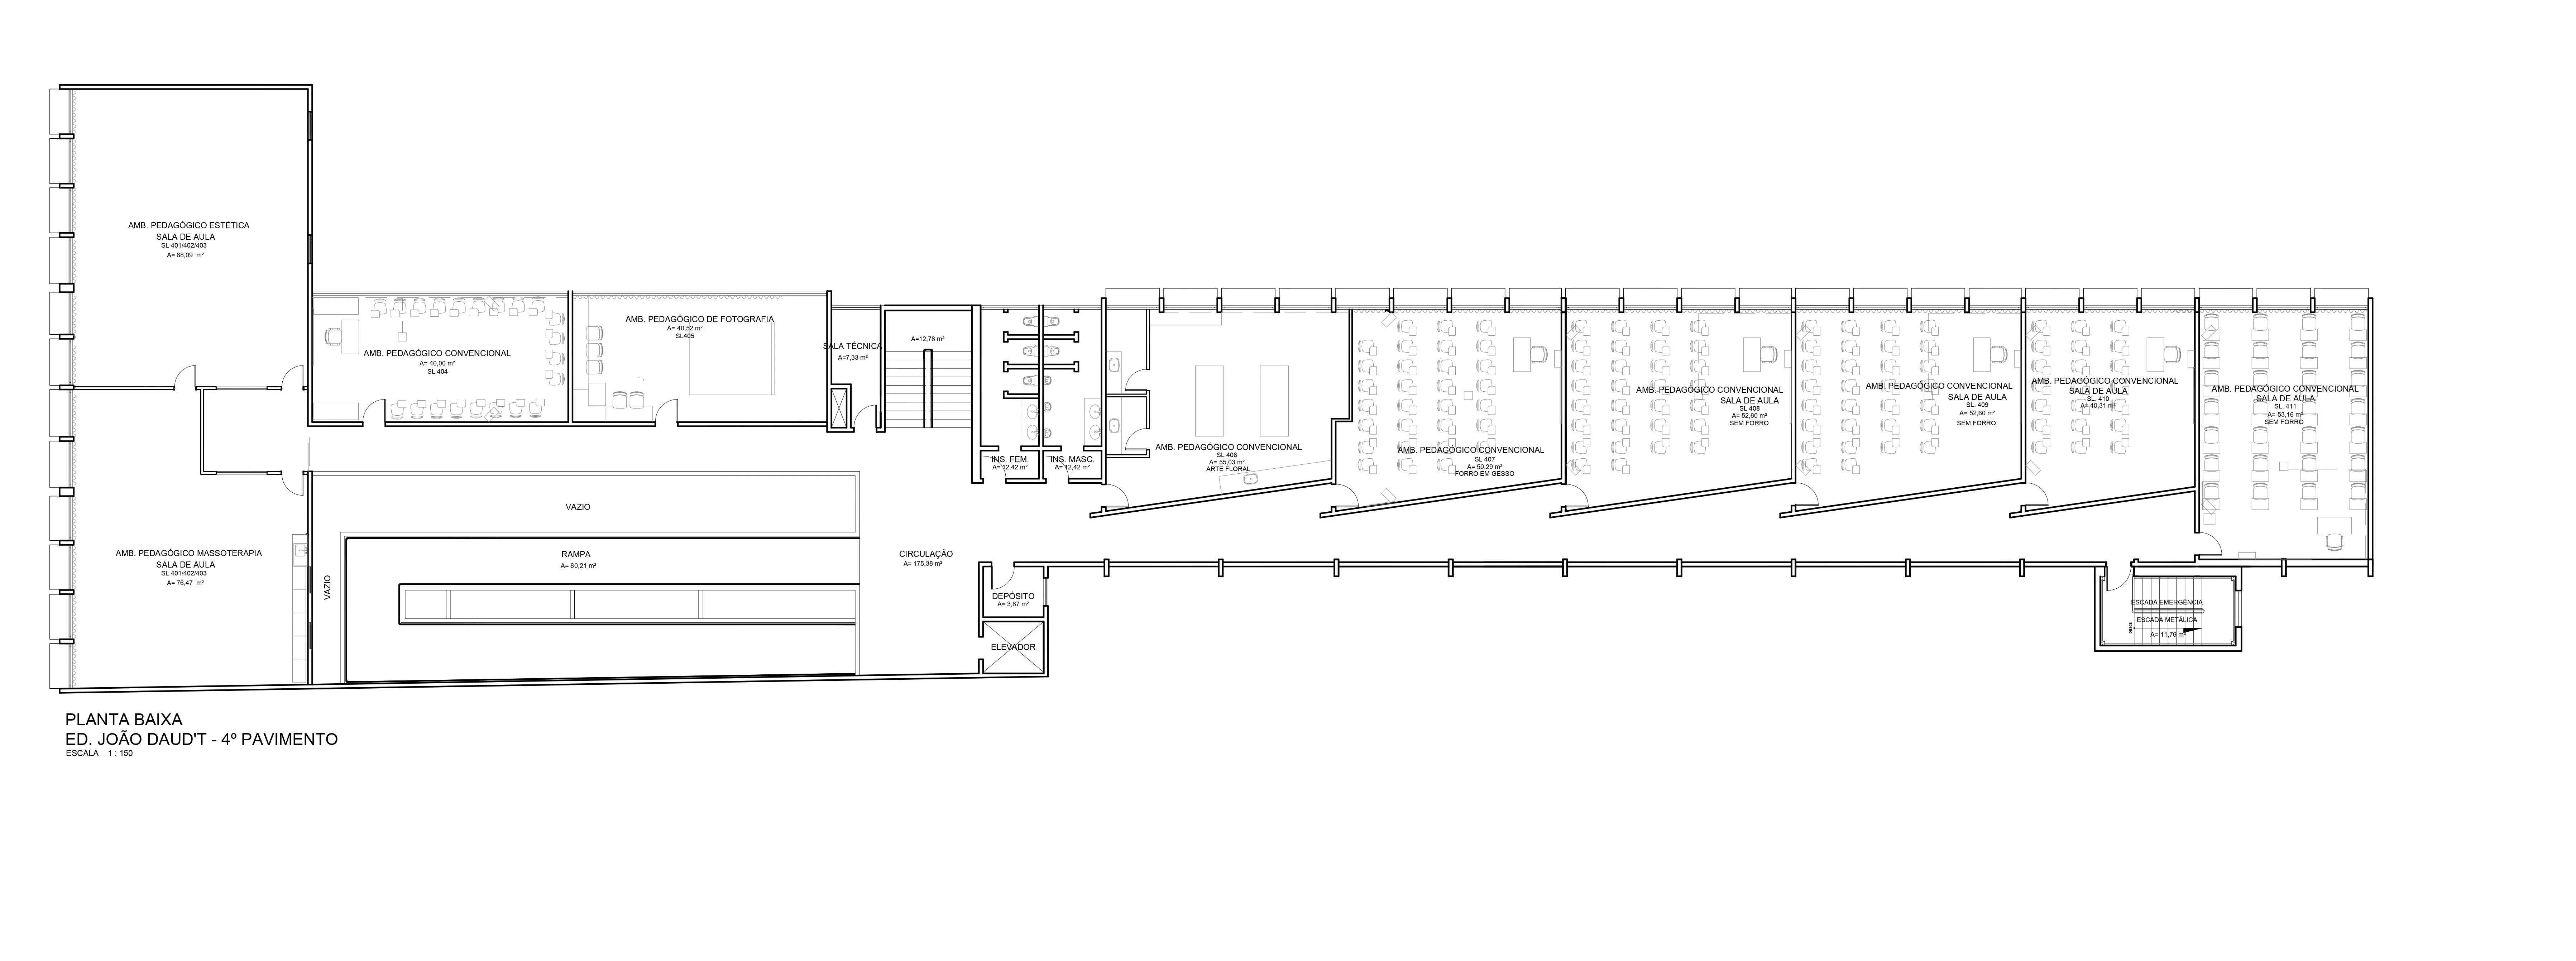 AMB. PEDAGÓGICO ESTÉTICA
SALA DE AULA
SL 401/402/403
A= 88,09 m²
AMB. PEDAGÓGICO CONVENCIONAL
A= 40,00 m²
SL 404
AMB. PEDAGÓGICO DE FOTOGRAFIA
A= 40,52 m²
SL405
SALA TÉCNICA
A=7,33 m²
A=12,78 m²
INS. FEM.
A= 12,42 m²
INS. MASC.
A= 12,42 m²
AMB. PEDAGÓGICO CONVENCIONAL
SL 406
A= 55,03 m²
ARTE FLORAL
AMB. PEDAGÓGICO CONVENCIONAL
SL 407
A= 50,29 m²
FORRO EM GESSO
AMB. PEDAGÓGICO CONVENCIONAL
SALA DE AULA
SL 408
A= 52,60 m²
SEM FORRO
AMB. PEDAGÓGICO CONVENCIONAL
SALA DE AULA
SL. 409
A= 52,60 m²
SEM FORRO
AMB. PEDAGÓGICO CONVENCIONAL
SALA DE AULA
SL. 410
A= 40,31 m²
AMB. PEDAGÓGICO CONVENCIONAL
SALA DE AULA
SL. 411
A= 53,16 m²
SEM FORRO
AMB. PEDAGÓGICO MASSOTERAPIA
SALA DE AULA
SL 401/402/403
A= 76,47 m²
VAZIO
VAZIO
RAMPA
A= 80,21 m²
CIRCULAÇÃO
A= 175,38 m²
DEPÓSITO
A= 3,87 m²
ELEVADOR
ESCADA EMERGÊNCIA
ESCADA METÁLICA
A= 11,76 m²
PLANTA BAIXA
ED. JOÃO DAUD'T - 4º PAVIMENTO
ESCALA 1 : 150